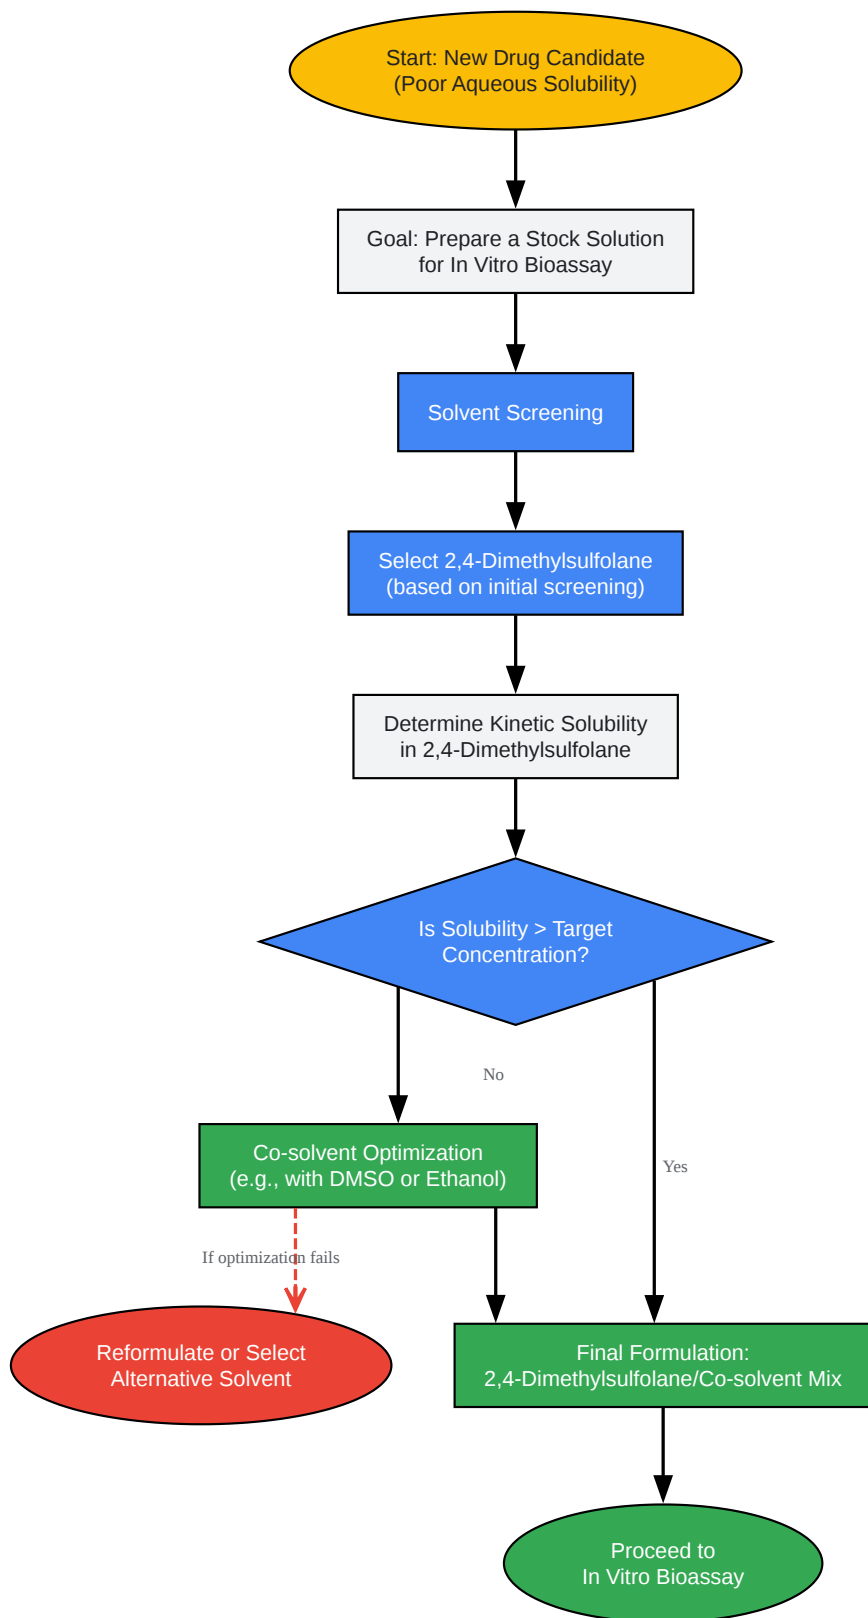 Start: New Drug Candidate
(Poor Aqueous Solubility)
Goal: Prepare a Stock Solution
for In Vitro Bioassay
Solvent Screening
Select 2,4-Dimethylsulfolane
(based on initial screening)
Determine Kinetic Solubility
in 2,4-Dimethylsulfolane
Is Solubility > Target
Concentration?
No
Co-solvent Optimization
(e.g., with DMSO or Ethanol)
Yes
If optimization fails
Reformulate or Select
Alternative Solvent
Final Formulation:
2,4-Dimethylsulfolane/Co-solvent Mix
Proceed to
In Vitro Bioassay